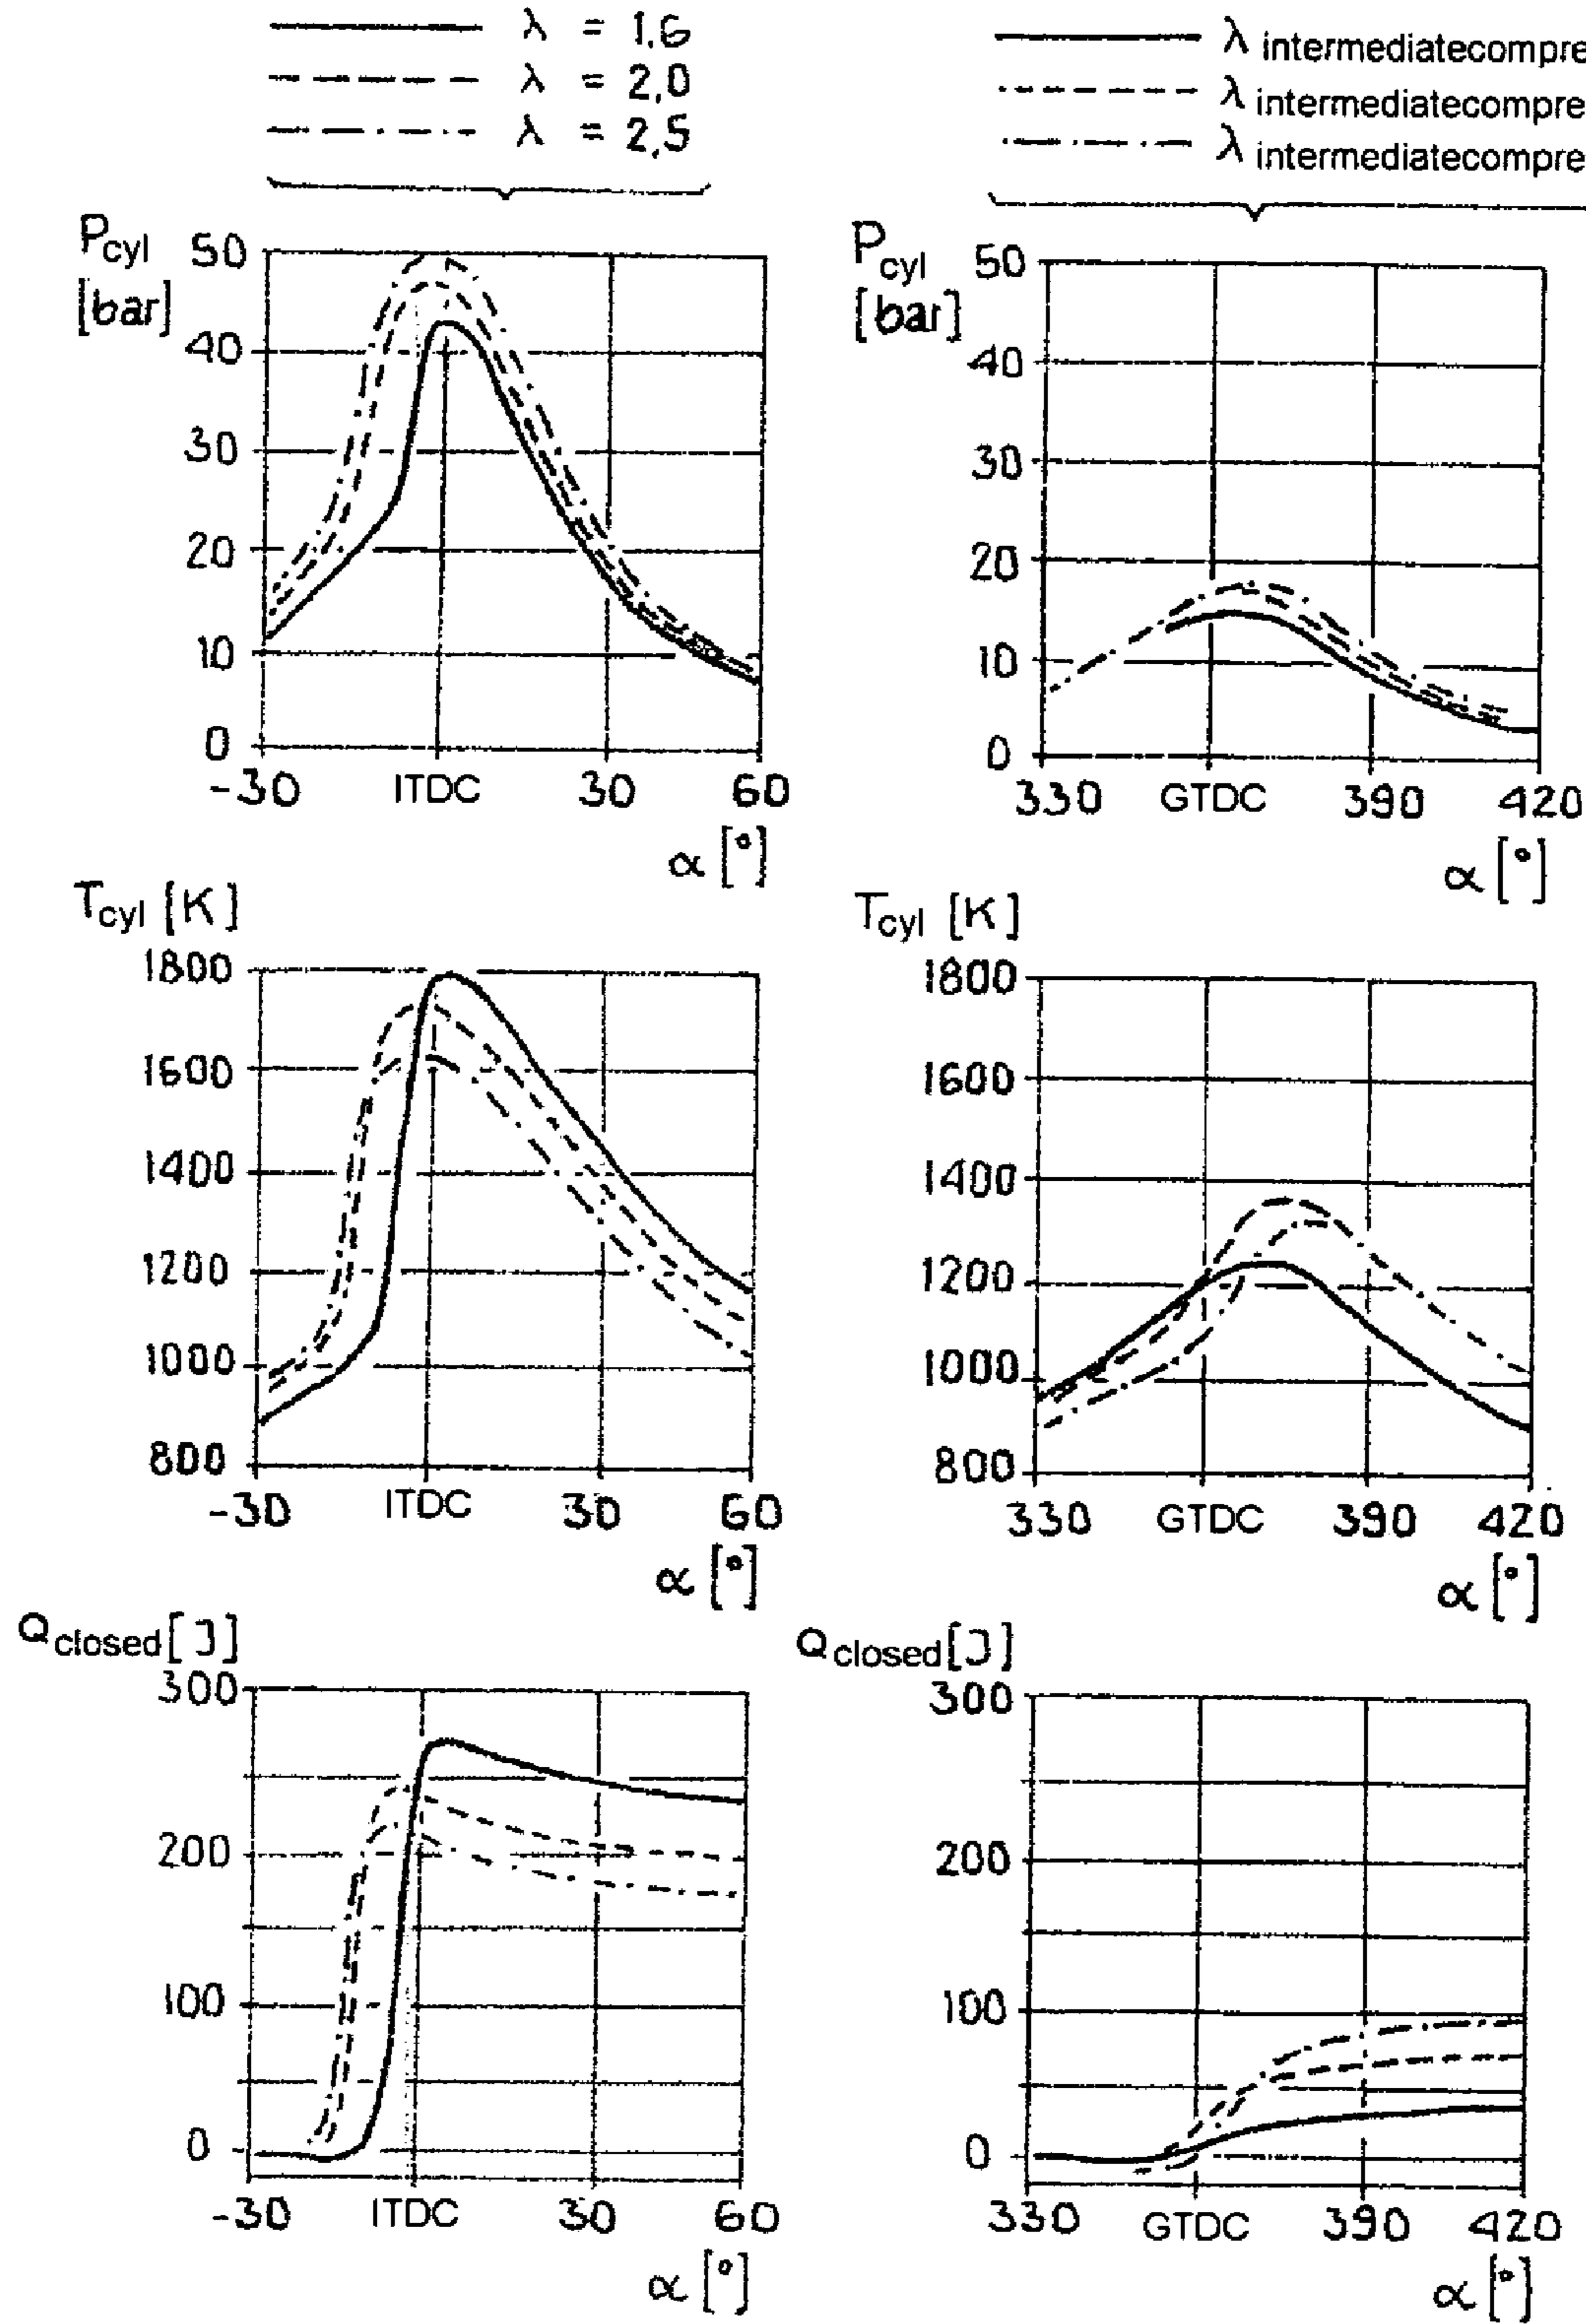 λ = 1,6
λ = 2,0
λ = 2,5
λ intermediatecompre
λ intermediatecompre
λ intermediatecompre
Pcyl
[bar]
50
40
30
20
10
0
-30 ITDC 30 60
α [°]
Pcyl
[bar]
50
40
30
20
10
0
330 GTDC 390 420
α [°]
Tcyl [K]
1800
1600
1400
1200
1000
800
-30 ITDC 30 60
α [°]
Tcyl [K]
1800
1600
1400
1200
1000
800
330 GTDC 390 420
α [°]
Qclosed [J]
300
200
100
0
-30 ITDC 30 60
α [°]
Qclosed [J]
300
200
100
0
330 GTDC 390 420
α [°]